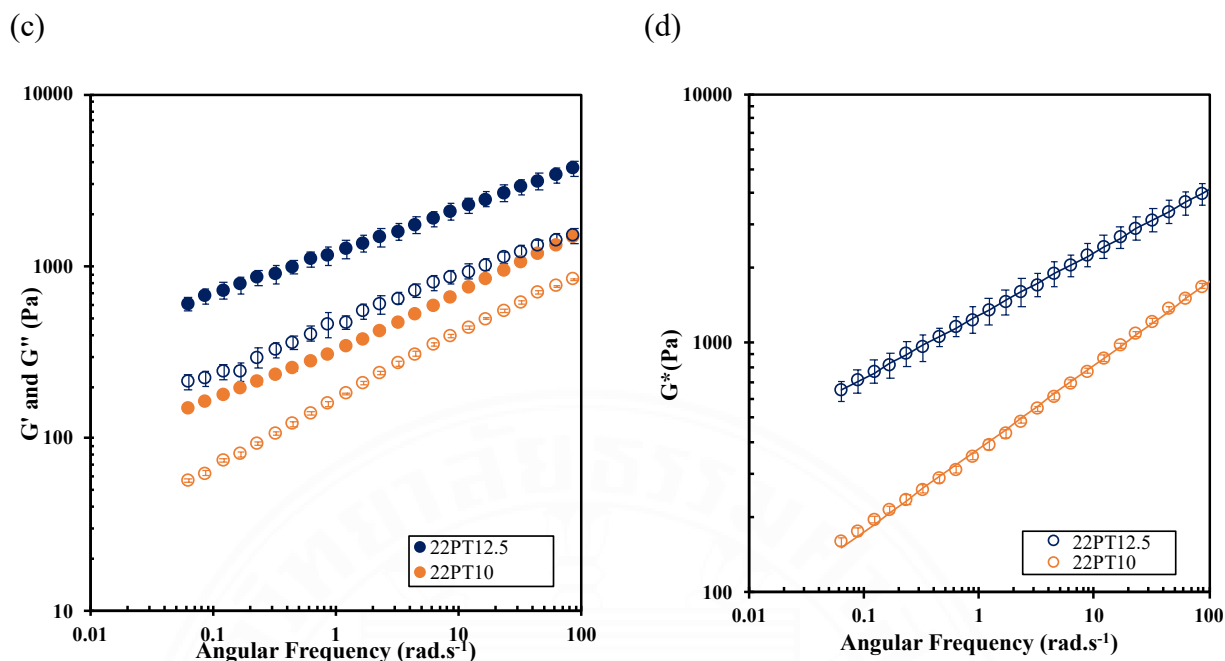 (c)
(d)
10000
1000
100
10
G' and G" (Pa)
0.01
0.1
1
10
100
Angular Frequency (rad.s-1)
22PT12.5
22PT10
10000
1000
100
G*(Pa)
0.01
0.1
1
10
100
Angular Frequency (rad.s-1)
22PT12.5
22PT10